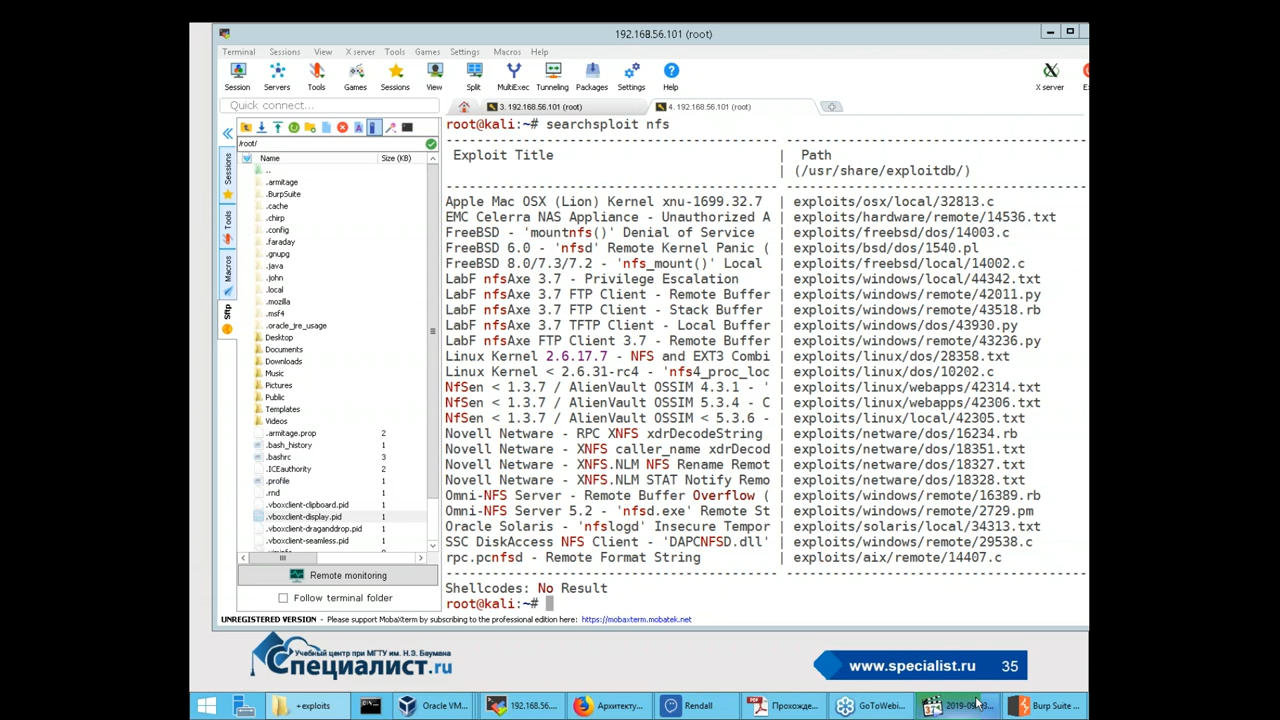 192.168.56.101 (root)
Terminal Sessions View X server Tools Games Settings Macros Help
Session Servers Tools Games Sessions View Split MultiExec Tunneling Packages Settings Help X server
Quick connect...
3. 192.168.56.101 (root)
4. 192.168.56.101 (root)
/root/
Name Size (KB)
..
.armitage
.BurpSuite
.cache
.chirp
.config
.faraday
.gnupg
.java
.john
.local
.mozilla
.msf4
.oracle_jre_usage
Desktop
Documents
Downloads
Music
Pictures
Public
Templates
Videos
.armitage.prop 2
.bash_history 1
.bashrc 3
.ICEauthority 2
.profile 1
.rnd 1
.vboxclient-clipboard.pid 1
.vboxclient-display.pid 1
.vboxclient-draganddrop.pid 1
.vboxclient-seamless.pid 1
Sessions
Tools
Macros
Sftp
Remote monitoring
Follow terminal folder
root@kali:~# searchsploit nfs
Exploit Title | Path
| (/usr/share/exploitdb/)
Apple Mac OSX (Lion) Kernel xnu-1699.32.7 | exploits/osx/local/32813.c
EMC Celerra NAS Appliance - Unauthorized A | exploits/hardware/remote/14536.txt
FreeBSD - 'mountnfs()' Denial of Service | exploits/freebsd/dos/14003.c
FreeBSD 6.0 - 'nfsd' Remote Kernel Panic ( | exploits/bsd/dos/1540.pl
FreeBSD 8.0/7.3/7.2 - 'nfs_mount()' Local | exploits/freebsd/local/14002.c
LabF nfsAxe 3.7 - Privilege Escalation | exploits/windows/local/44342.txt
LabF nfsAxe 3.7 FTP Client - Remote Buffer | exploits/windows/remote/42011.py
LabF nfsAxe 3.7 FTP Client - Stack Buffer | exploits/windows/remote/43518.rb
LabF nfsAxe 3.7 TFTP Client - Local Buffer | exploits/windows/dos/43930.py
LabF nfsAxe FTP Client 3.7 - Remote Buffer | exploits/windows/remote/43236.py
Linux Kernel 2.6.17.7 - NFS and EXT3 Combi | exploits/linux/dos/28358.txt
Linux Kernel < 2.6.31-rc4 - 'nfs4_proc_loc | exploits/linux/dos/10202.c
NfSen < 1.3.7 / AlienVault OSSIM 4.3.1 - ' | exploits/linux/webapps/42314.txt
NfSen < 1.3.7 / AlienVault OSSIM 5.3.4 - C | exploits/linux/webapps/42306.txt
NfSen < 1.3.7 / AlienVault OSSIM < 5.3.6 - | exploits/linux/local/42305.txt
Novell Netware - RPC XNFS xdrDecodeString | exploits/netware/dos/16234.rb
Novell Netware - XNFS caller_name xdrDecod | exploits/netware/dos/18351.txt
Novell Netware - XNFS.NLM NFS Rename Remot | exploits/netware/dos/18327.txt
Novell Netware - XNFS.NLM STAT Notify Remo | exploits/netware/dos/18328.txt
Omni-NFS Server - Remote Buffer Overflow ( | exploits/windows/remote/16389.rb
Omni-NFS Server 5.2 - 'nfsd.exe' Remote St | exploits/windows/remote/2729.pm
Oracle Solaris - 'nfslogd' Insecure Tempor | exploits/solaris/local/34313.txt
SSC DiskAccess NFS Client - 'DAPCNFSD.dll' | exploits/windows/remote/29538.c
rpc.pcnfsd - Remote Format String | exploits/aix/remote/14407.c
Shellcodes: No Result
root@kali:~#
UNREGISTERED VERSION - Please support MobaXterm by subscribing to the professional edition here: https://mobaxterm.mobatek.net
Учебный центр при МГТУ им. Н.Э. Баумана
Специалист.ru
www.specialist.ru 35
+exploits Oracle VM... 192.168.56.... Архитекту... Rendall Прохожде... GoToWebi... Burp Suite ...